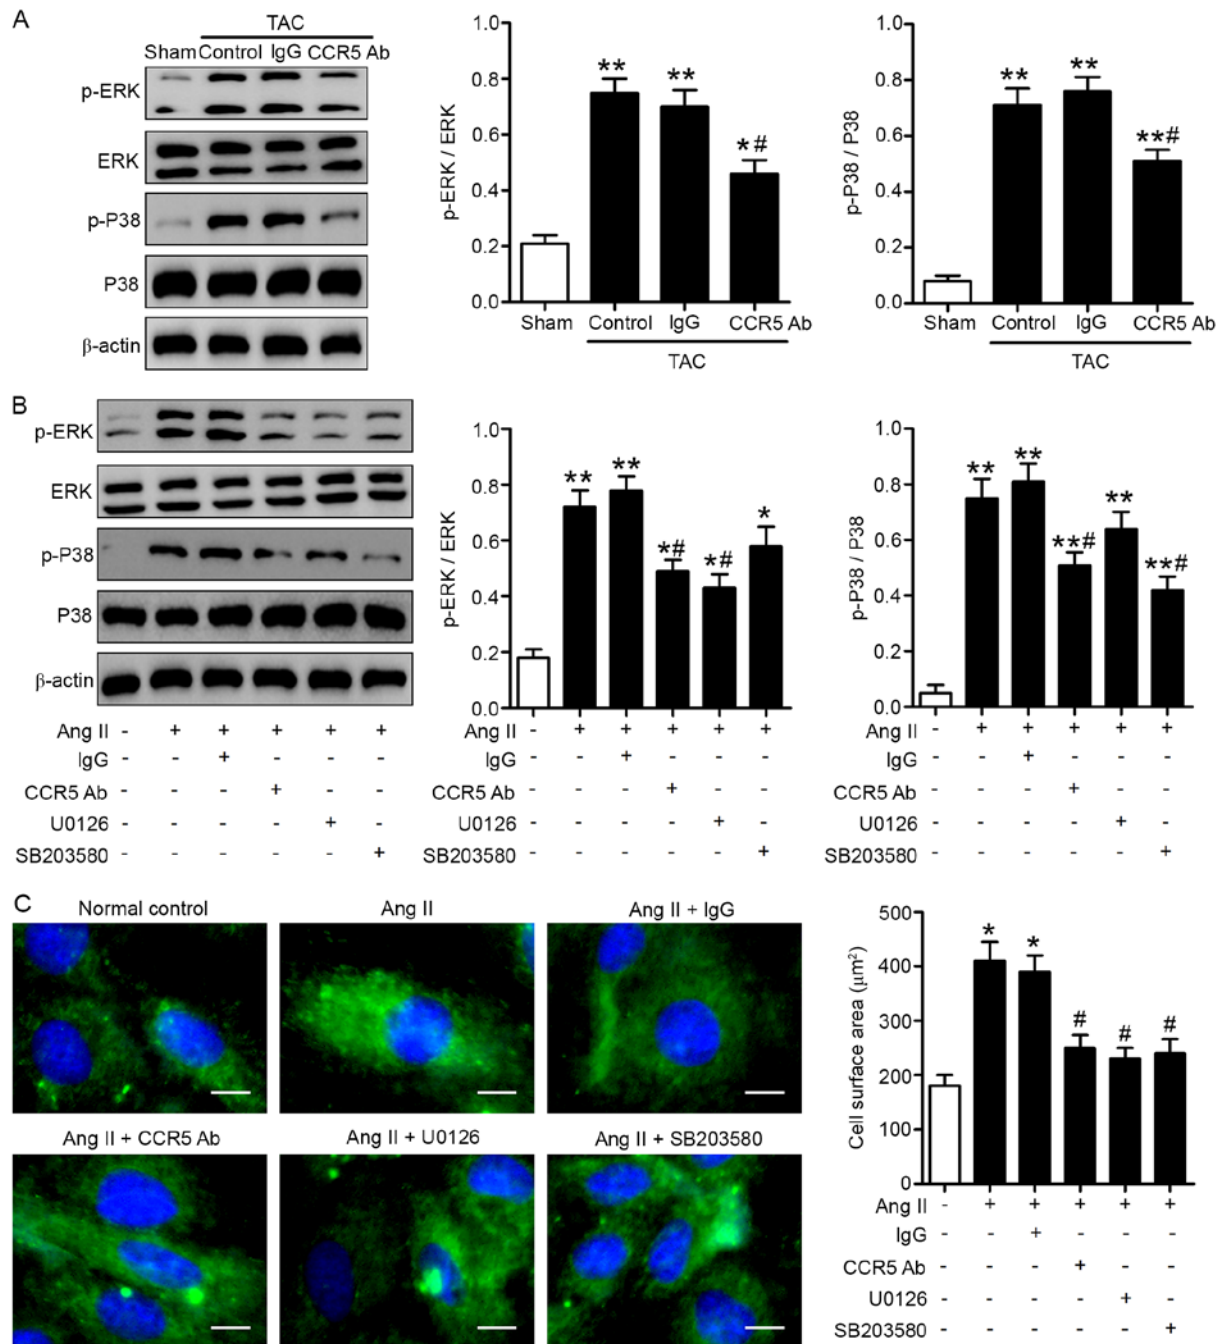 A
TAC
Sham Control IgG CCR5 Ab
p-ERK
ERK
p-P38
P38
β-actin
p-ERK / ERK
1.0
0.8
0.6
0.4
0.2
0.0
** ** *#
Sham Control IgG CCR5 Ab
TAC
p-P38 / P38
1.0
0.8
0.6
0.4
0.2
0.0
** ** **#
Sham Control IgG CCR5 Ab
TAC
B
p-ERK
ERK
p-P38
P38
β-actin
Ang II - + + + + +
IgG - - + - - -
CCR5 Ab - - - + - -
U0126 - - - - + -
SB203580 - - - - - +
p-ERK / ERK
1.0
0.8
0.6
0.4
0.2
0.0
** ** *# *# *
Ang II - + + + + +
IgG - - + - - -
CCR5 Ab - - - + - -
U0126 - - - - + -
SB203580 - - - - - +
p-P38 / P38
1.0
0.8
0.6
0.4
0.2
0.0
** ** **# ** **#
Ang II - + + + + +
IgG - - + - - -
CCR5 Ab - - - + - -
U0126 - - - - + -
SB203580 - - - - - +
C
Normal control
Ang II
Ang II + IgG
Ang II + CCR5 Ab
Ang II + U0126
Ang II + SB203580
Cell surface area (μm²)
500
400
300
200
100
0
* * # # #
Ang II - + + + + +
IgG - - + - - -
CCR5 Ab - - - + - -
U0126 - - - - + -
SB203580 - - - - - +